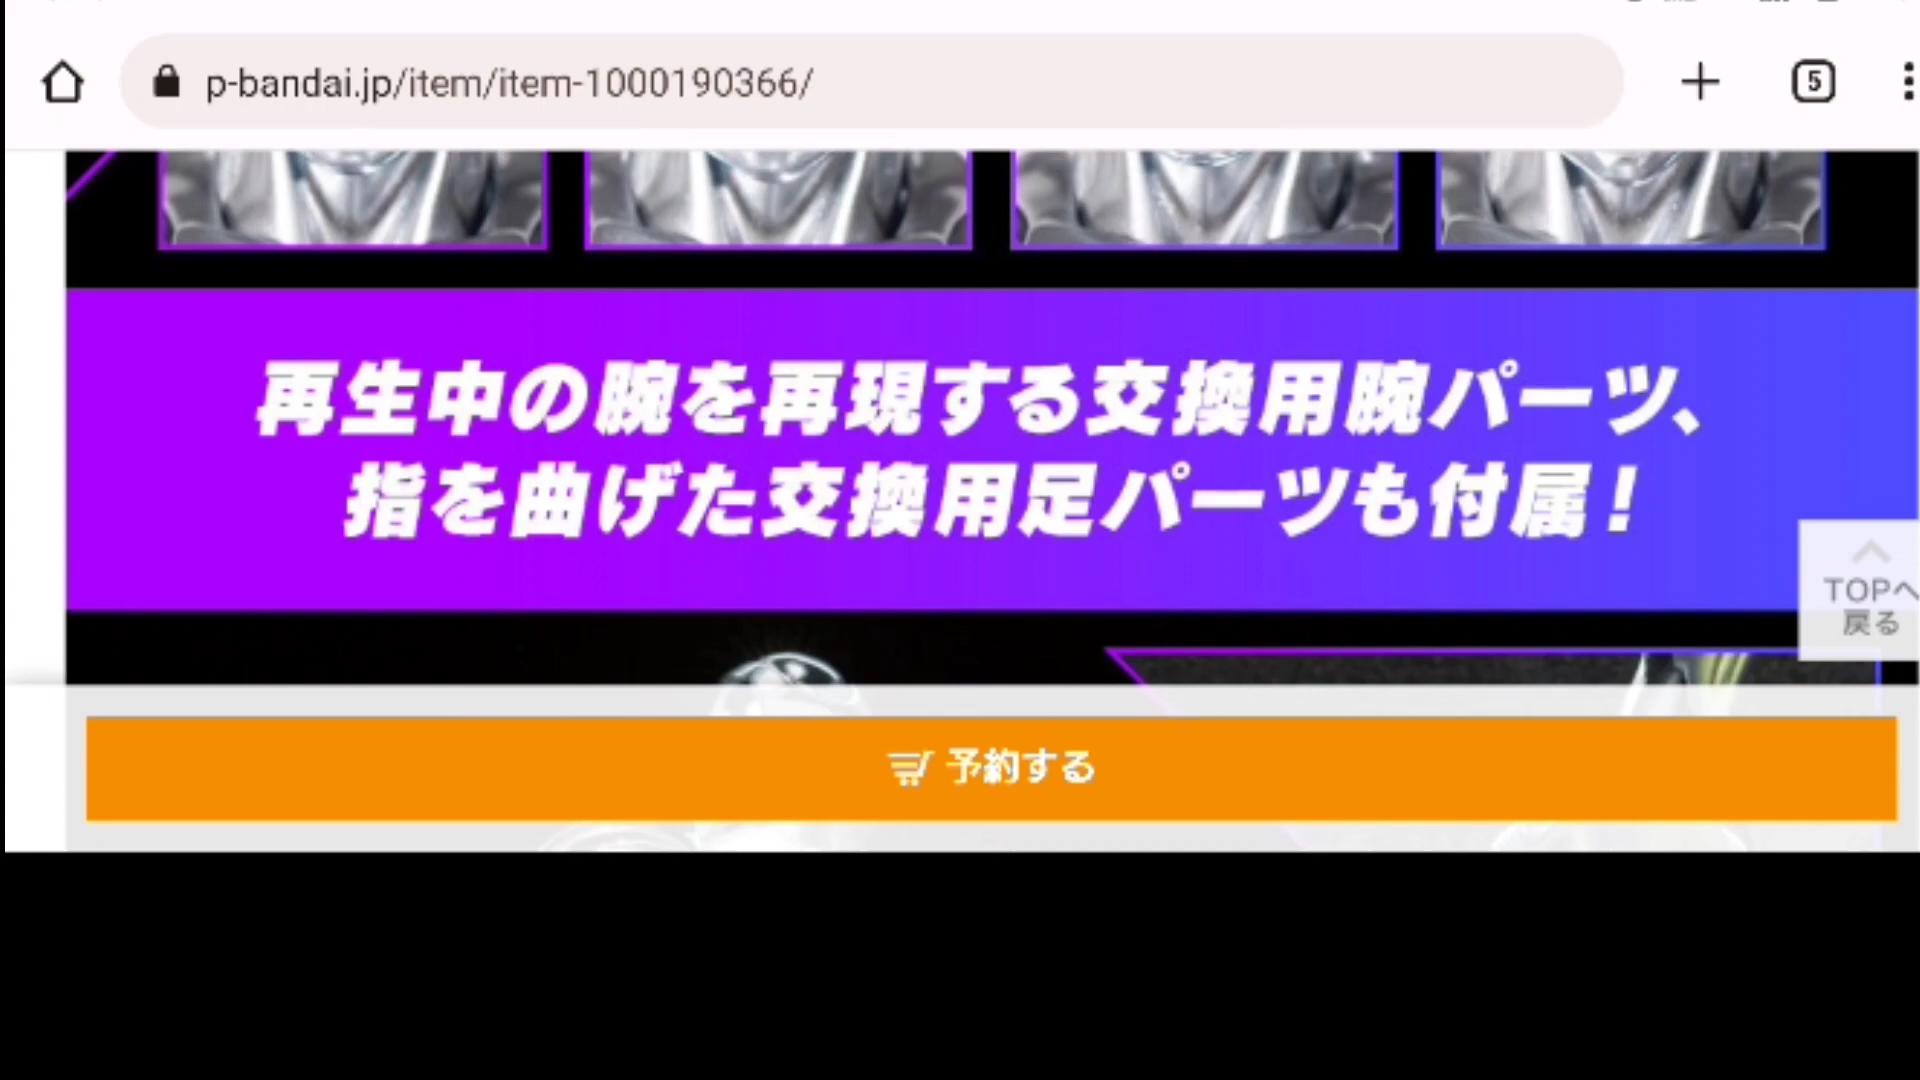 p-bandai.jp/item/item-1000190366/
5
再生中の腕を再現する交換用腕パーツ、
指を曲げた交換用足パーツも付属！
TOPへ
戻る
予約する